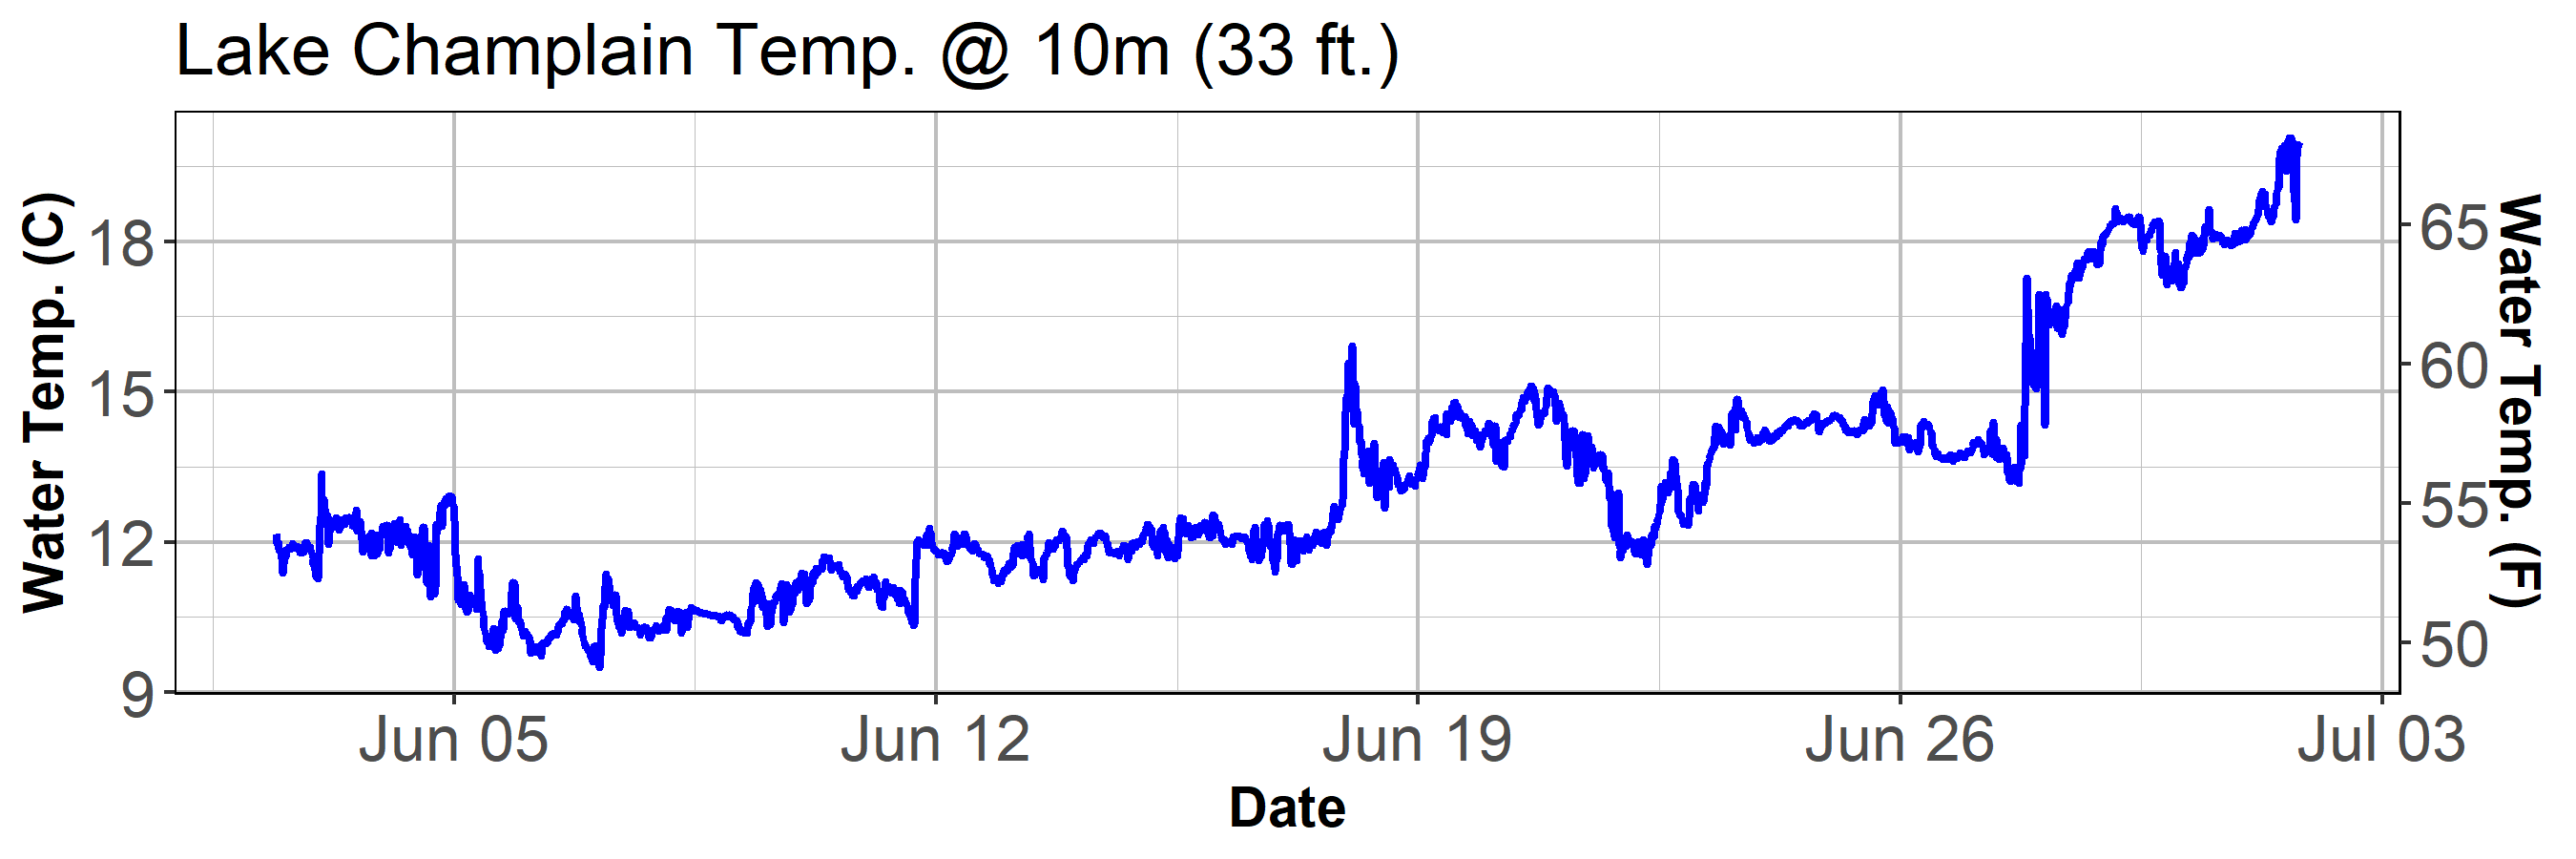 Lake Champlain Temp. @ 10m (33 ft.)
Water Temp. (C)
18
15
12
9
65
60
55
50
Water Temp. (F)
Jun 05 Jun 12 Jun 19 Jun 26 Jul 03
Date